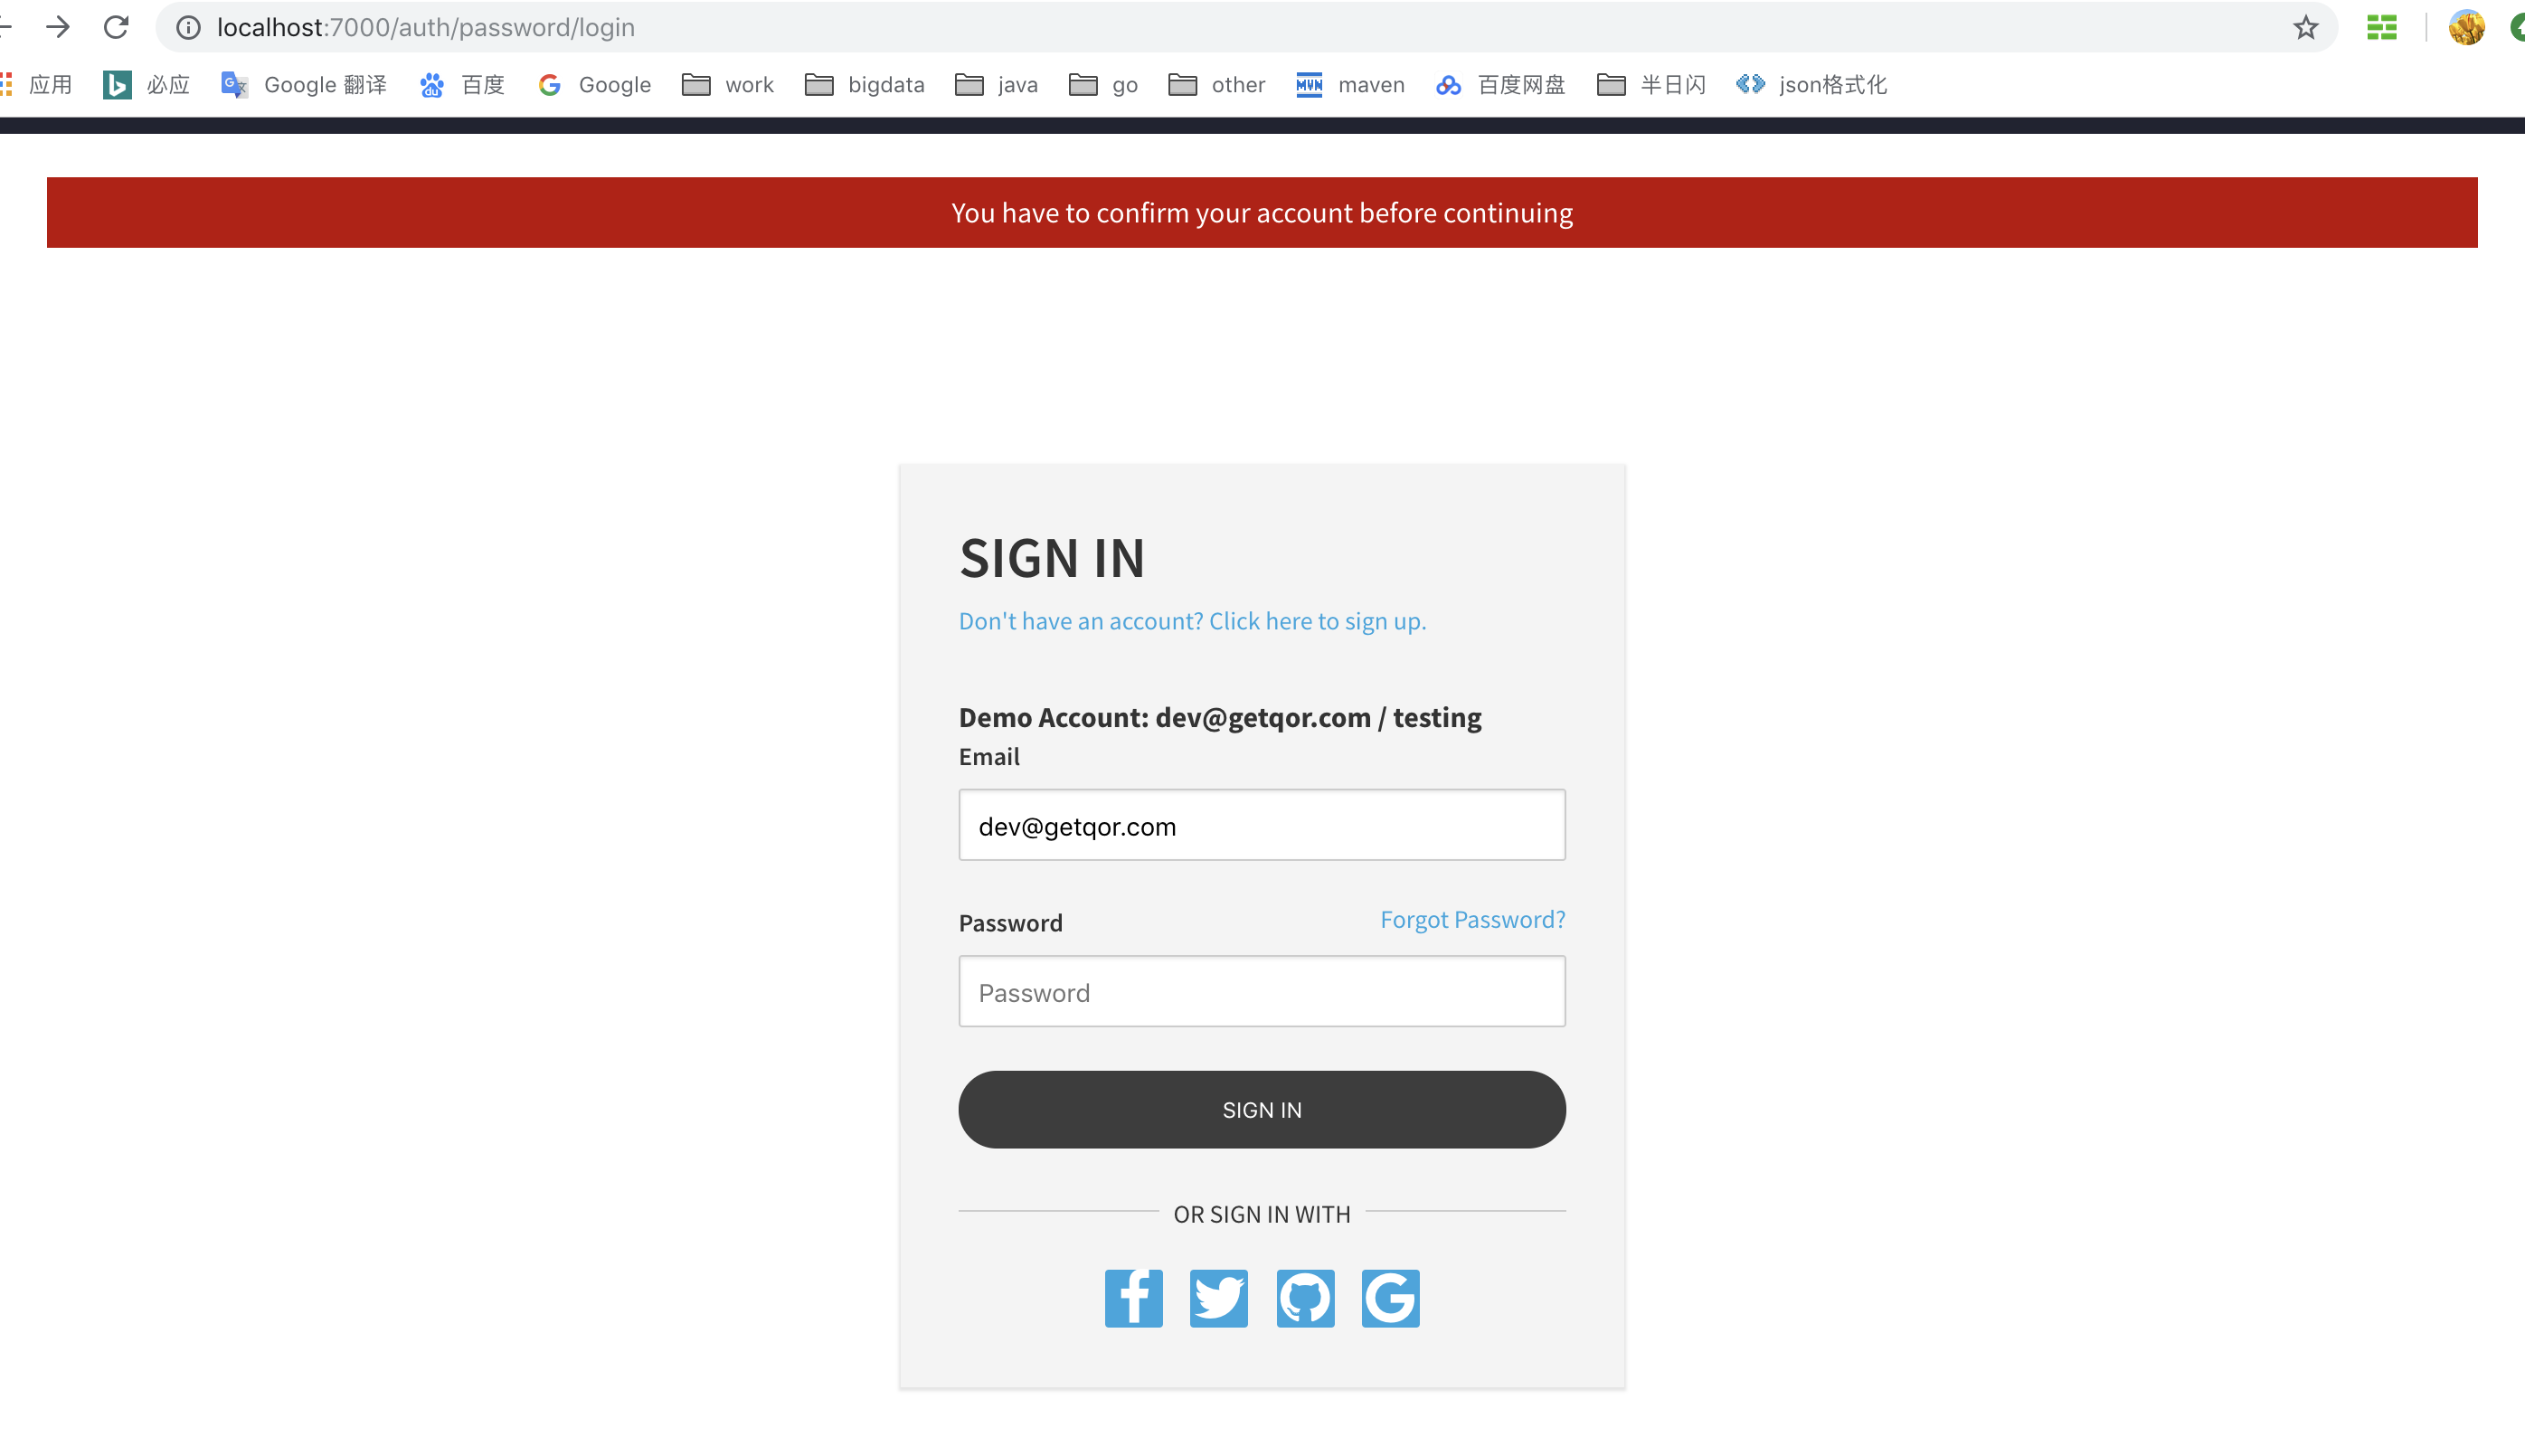 localhost:7000/auth/password/login
应用 必应 Google 翻译 百度 Google work bigdata java go other maven 百度网盘 半日闪 json格式化
You have to confirm your account before continuing
SIGN IN
Don't have an account? Click here to sign up.
Demo Account: dev@getqor.com / testing
Email
dev@getqor.com
Password Forgot Password?
Password
SIGN IN
OR SIGN IN WITH